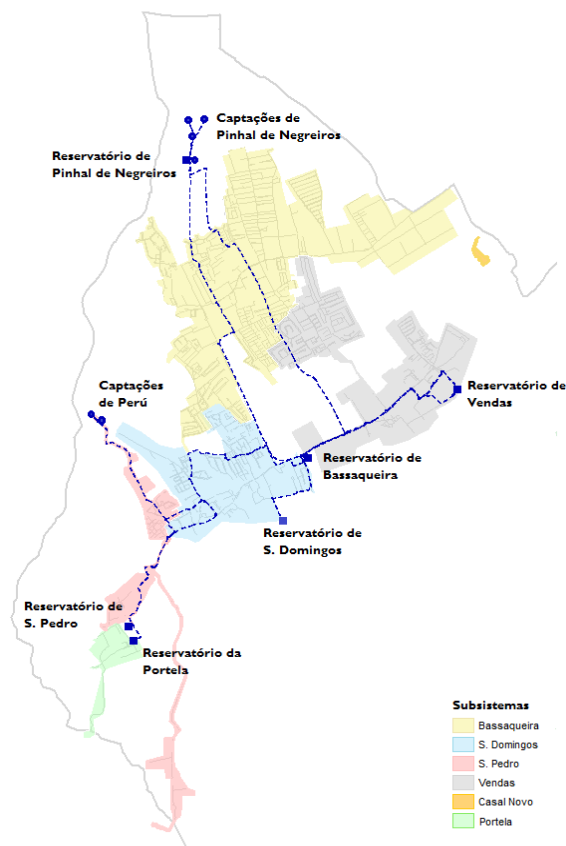 Captações de
Pinhal de Negreiros
Reservatório de
Pinhal de Negreiros
Captações
de Perú
Reservatório de
Vendas
Reservatório de
Bassaqueira
Reservatório de
S. Domingos
Reservatório de
S. Pedro
Reservatório da
Portela
Subsistemas
Bassaqueira
S. Domingos
S. Pedro
Vendas
Casal Novo
Portela